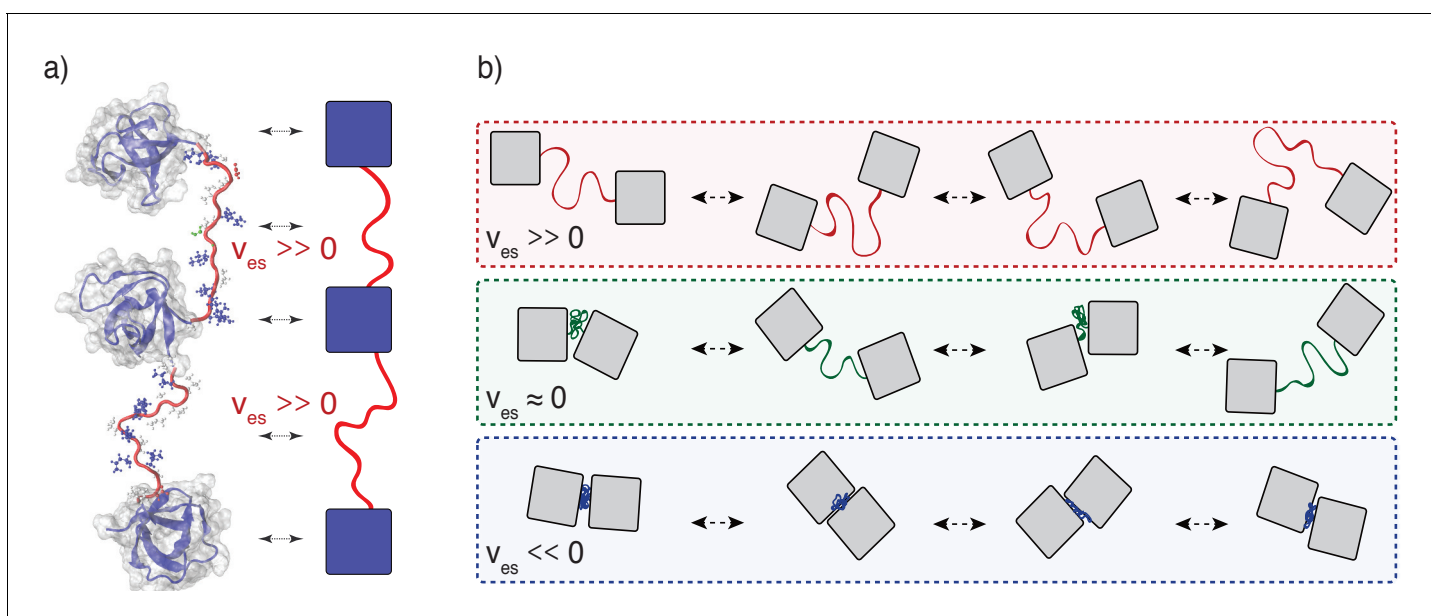 a)
v_es >> 0
v_es >> 0
b)
v_es >> 0
v_es ≈ 0
v_es << 0